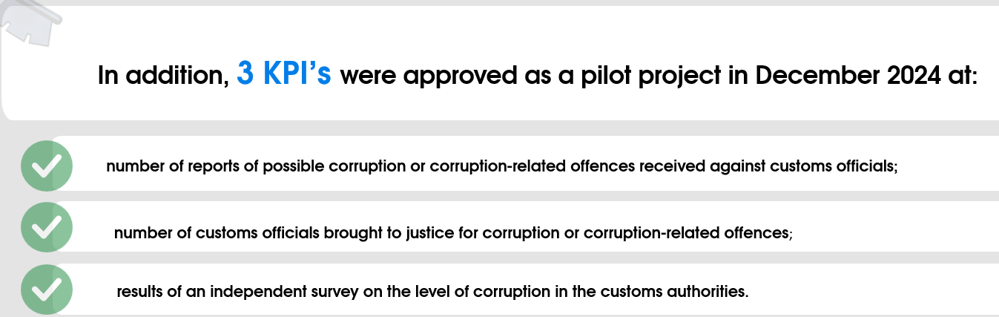 In addition, 3 KPI's were approved as a pilot project in December 2024 at:
number of reports of possible corruption or corruption-related offences received against customs officials;
number of customs officials brought to justice for corruption or corruption-related offences;
results of an independent survey on the level of corruption in the customs authorities.